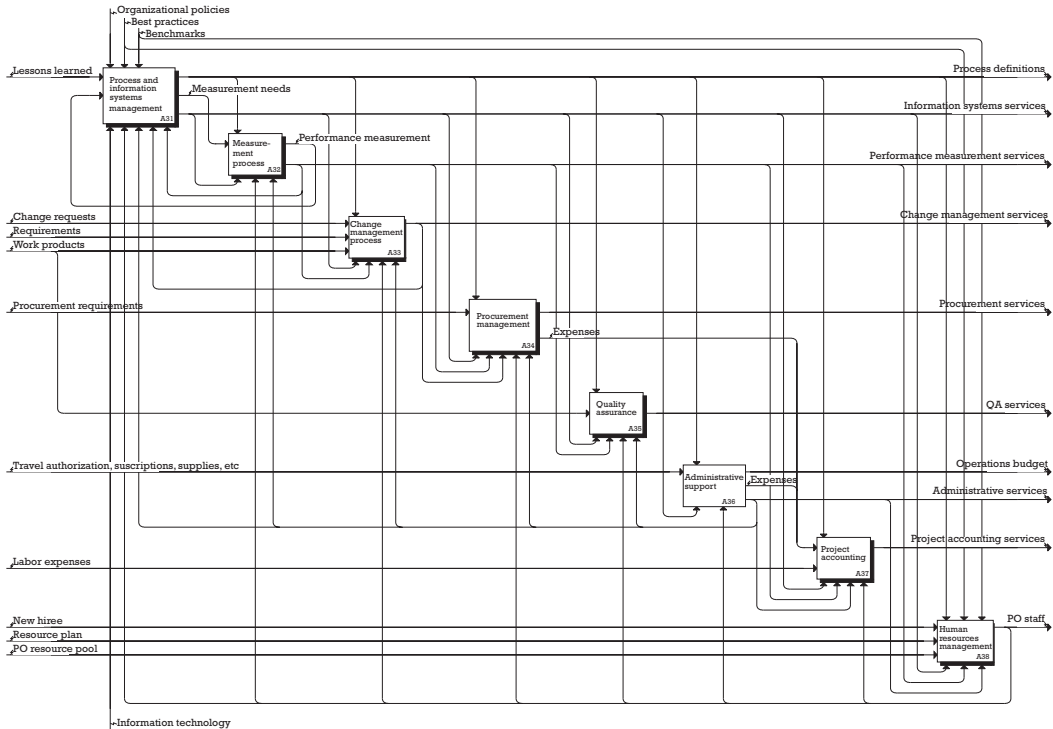 Organizational policies
Best practices
Benchmarks
Lessons learned
Process and
information
systems
management
A31
Process definitions
Measurement needs
Information systems services
Measure-
ment
process
A32
Performance measurement
Performance measurement services
Change requests
Requirements
Work products
Change
management
process
A33
Change management services
Procurement requirements
Procurement
management
A34
Procurement services
Expenses
Quality
assurance
A35
QA services
Travel authorization, suscriptions, supplies, etc
Administrative
support
A36
Operations budget
Expenses
Administrative services
Project
accounting
A37
Project accounting services
Labor expenses
New hiree
Resource plan
PO resource pool
Human
resources
management
A38
PO staff
Information technology